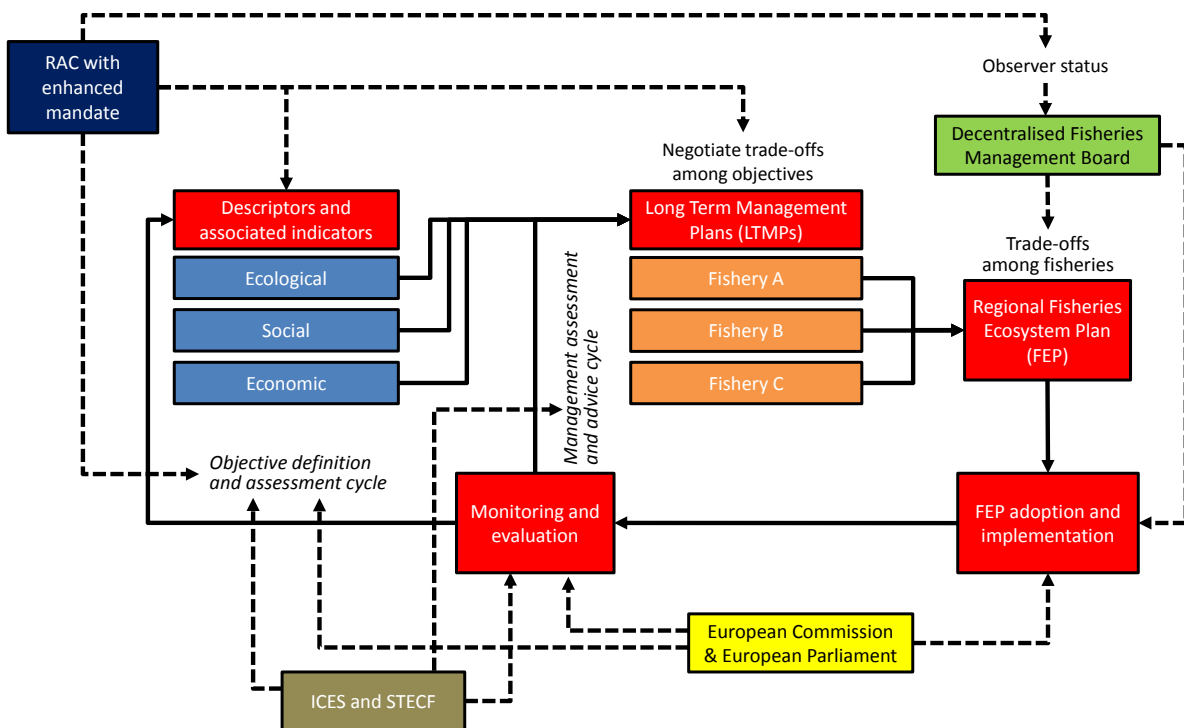 RAC with
enhanced
mandate
Observer status
Decentralised Fisheries
Management Board
Negotiate trade-offs
among objectives
Descriptors and
associated indicators
Long Term Management
Plans (LTMPs)
Trade-offs
among fisheries
Ecological
Social
Economic
Management assessment
and advice cycle
Fishery A
Fishery B
Fishery C
Regional Fisheries
Ecosystem Plan
(FEP)
Objective definition
and assessment cycle
Monitoring and
evaluation
FEP adoption and
implementation
European Commission
& European Parliament
ICES and STECF